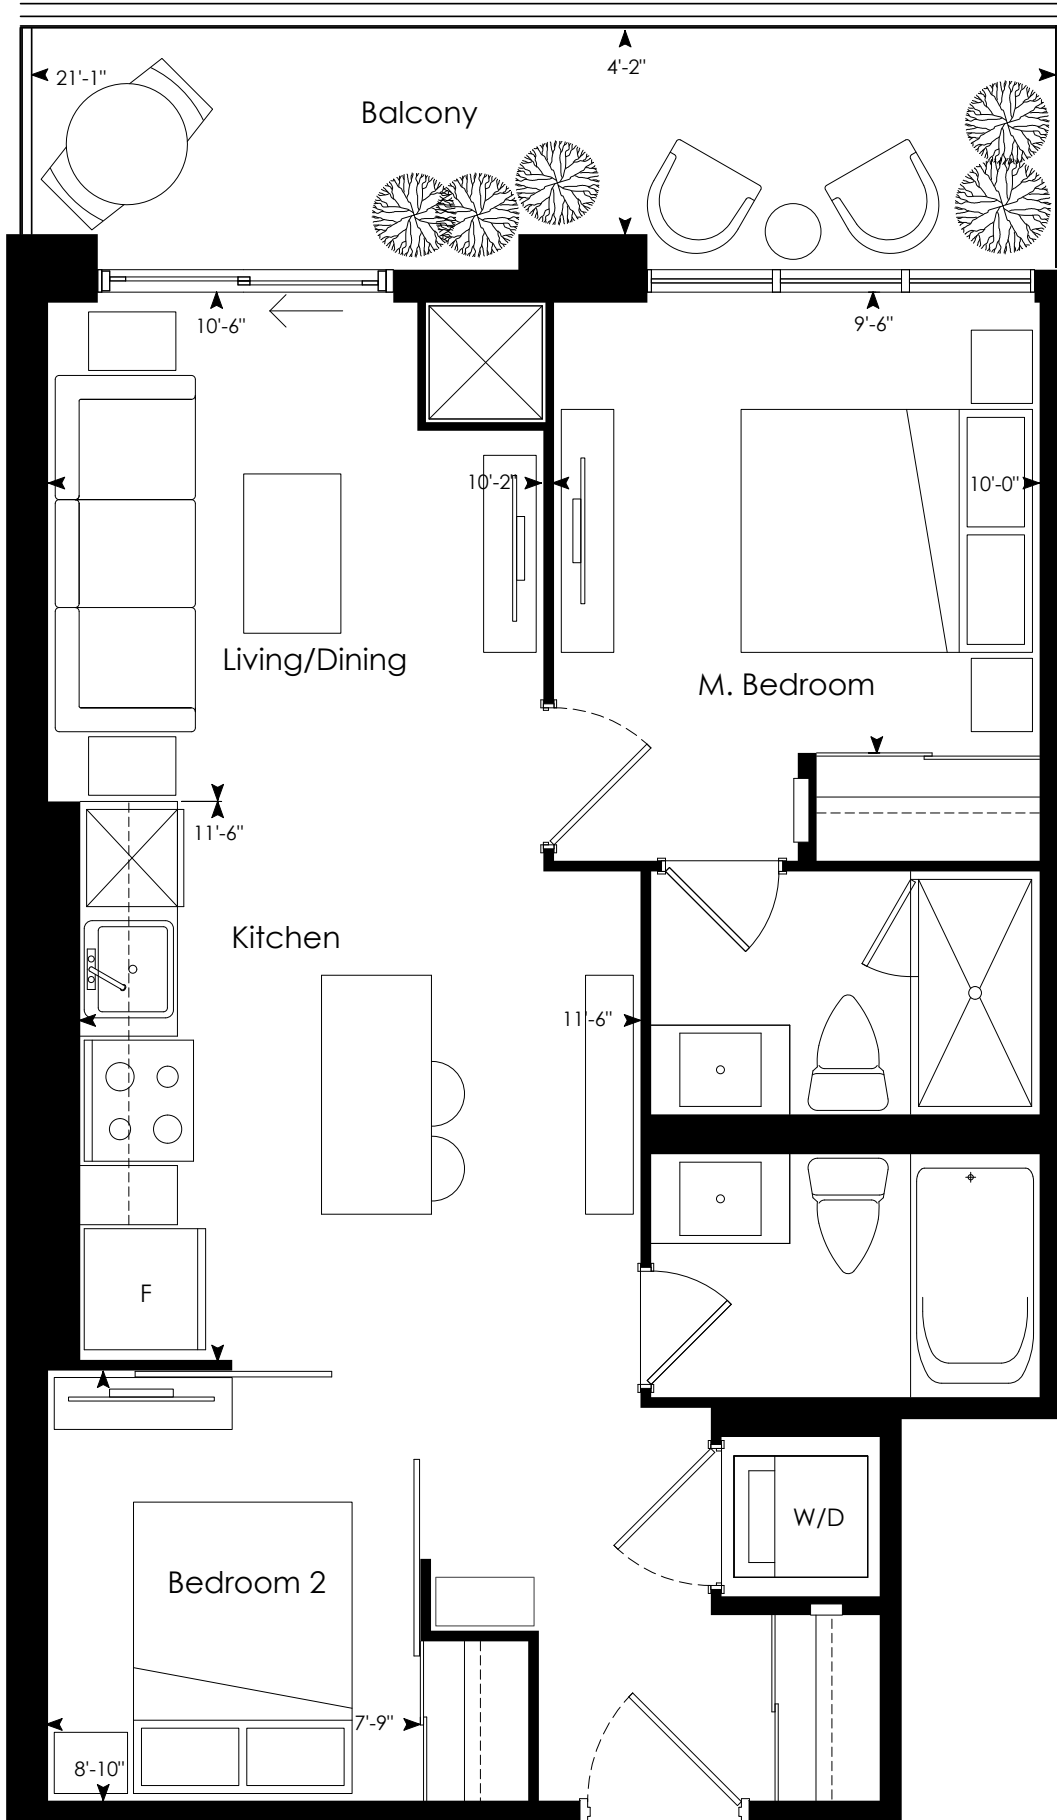 21'-1"
4'-2"
Balcony
10'-6"
9'-6"
10'-2"
10'-0"
Living/Dining
M. Bedroom
11'-6"
Kitchen
11'-6"
F
W/D
Bedroom 2
7'-9"
8'-10"